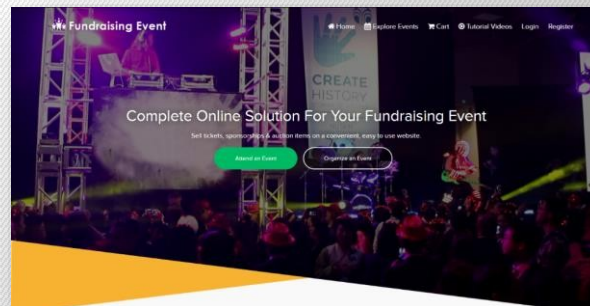 Fundraising Event
Home Explore Events Cart Tutorial Videos Login Register
CREATE
HISTORY
Complete Online Solution For Your Fundraising Event
Sell tickets, sponsorships & auction items on a convenient, easy to use website.
Attend an Event Organize an Event